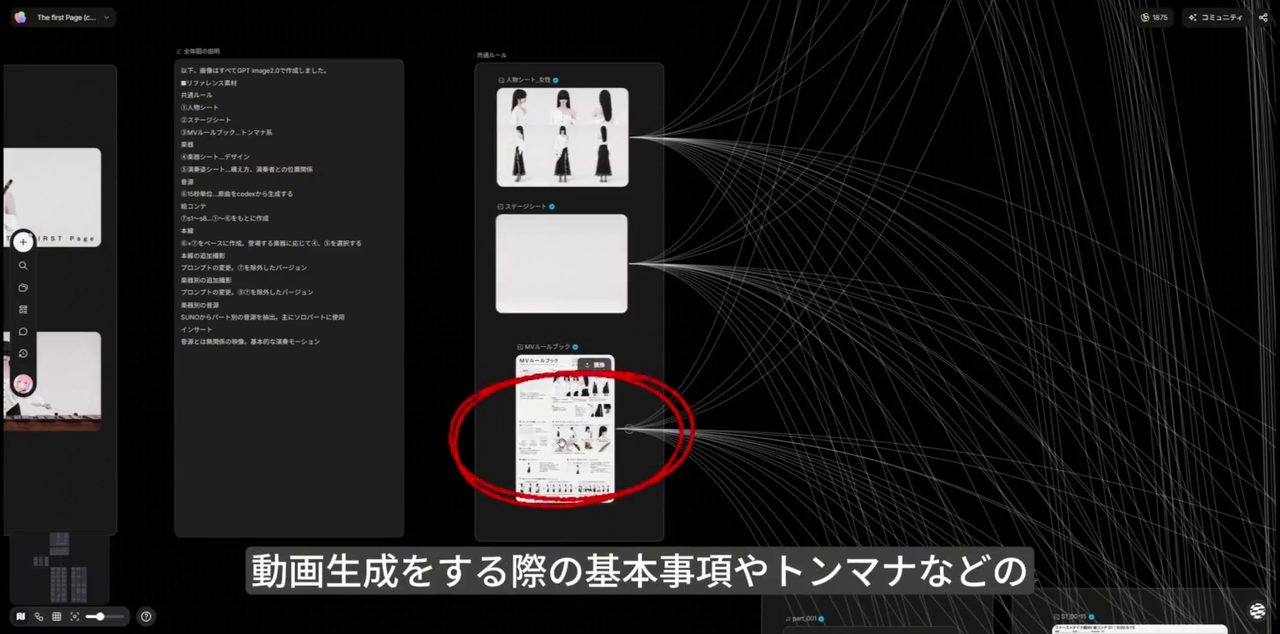 The first Page (c...
1875
コミュニティ
全体図の説明
以下、画像はすべてGPT image2.0で作成しました。
■リファレンス素材
共通ルール
①人物シート
②ステージシート
③MVルールブック...トンマナ系
楽器
④楽器シート...デザイン
⑤演奏姿シート...構え方、演奏者との位置関係
音源
⑥15秒単位...原曲をcodexから生成する
絵コンテ
⑦s1～s8...①～⑥をもとに作成
本線
⑥+⑦をベースに作成。登場する楽器に応じて④、⑤を選択する
本線の追加撮影
プロンプトの変更。⑦を除外したバージョン
楽器別の追加撮影
プロンプトの変更。③⑦を除外したバージョン
楽器別の音源
SUNOからパート別の音源を抽出。主にソロパートに使用
インサート
音源とは無関係の映像。基本的な演奏モーション
共通ルール
人物シート_女性
ステージシート
MVルールブック
MVルールブック
IRST Page
動画生成をする際の基本事項やトンマナなどの
part_001